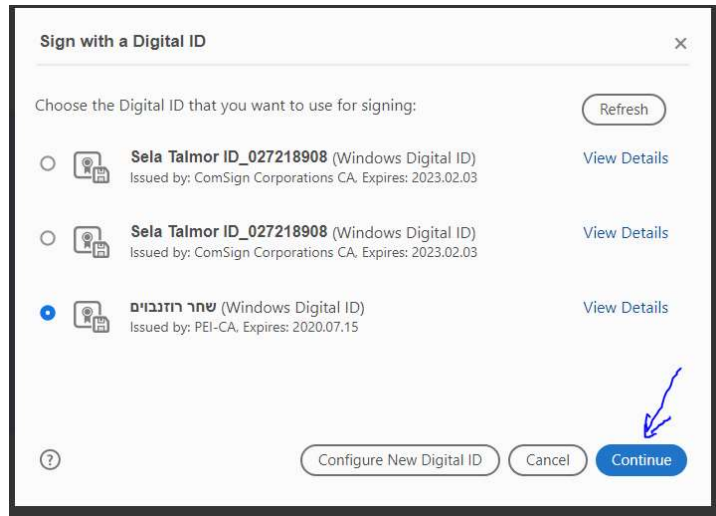 Sign with a Digital ID
Choose the Digital ID that you want to use for signing:
Refresh
Sela Talmor ID_027218908 (Windows Digital ID)
View Details
Issued by: ComSign Corporations CA, Expires: 2023.02.03
Sela Talmor ID_027218908 (Windows Digital ID)
View Details
Issued by: ComSign Corporations CA, Expires: 2023.02.03
שחר רוזנבוים (Windows Digital ID)
View Details
Issued by: PEI-CA, Expires: 2020.07.15
Configure New Digital ID
Cancel
Continue